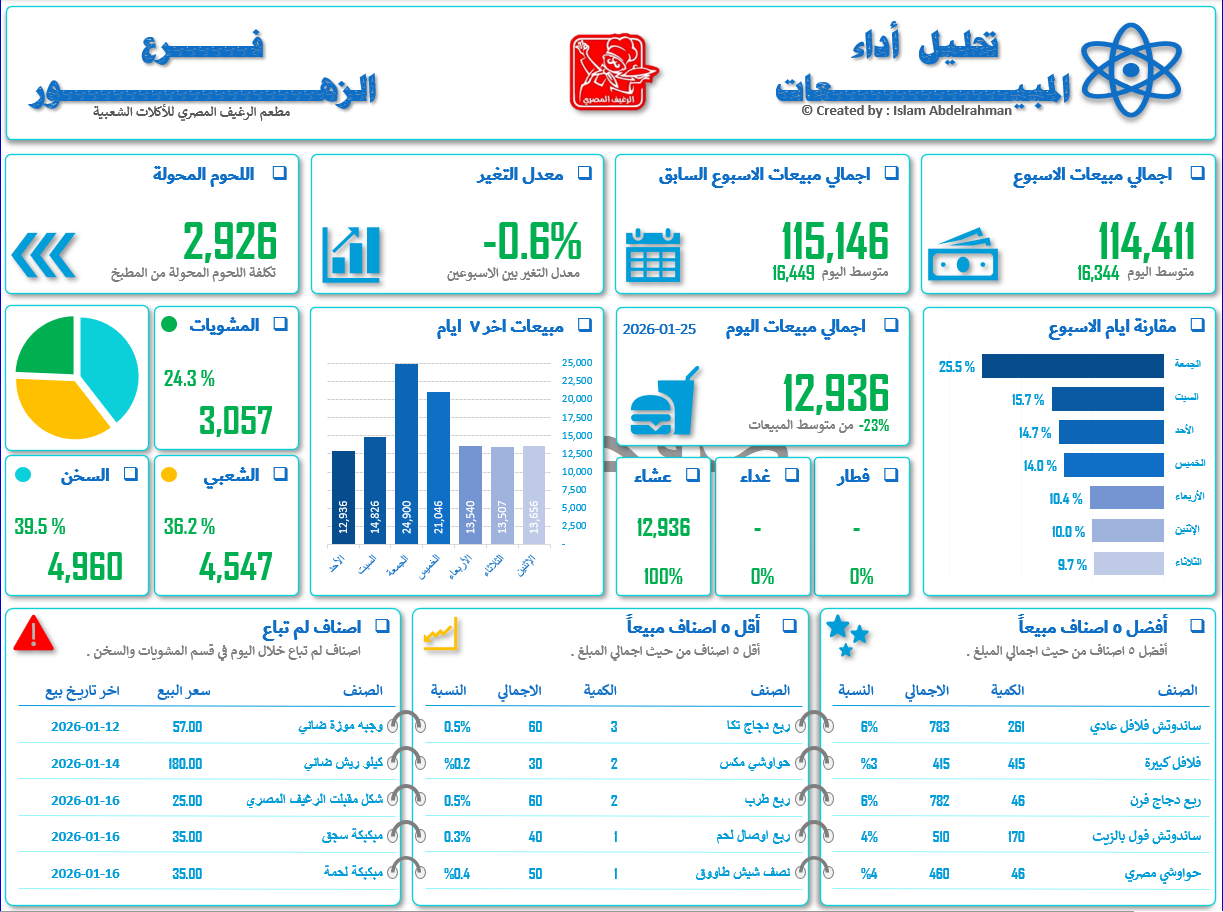 تحليل أداء
المبيـــــــــــعات
© Created by : Islam Abdelrahman
الرغيف المصري
فـــــــــرع
الزهـــــــــــــور
مطعم الرغيف المصري للأكلات الشعبية
اجمالي مبيعات الاسبوع
114,411
متوسط اليوم 16,344
اجمالي مبيعات الاسبوع السابق
115,146
متوسط اليوم 16,449
معدل التغير
-0.6%
معدل التغير بين الاسبوعين
اللحوم المحولة
2,926
تكلفة اللحوم المحولة من المطبخ
مقارنة ايام الاسبوع
الجمعة 25.5 %
السبت 15.7 %
الأحد 14.7 %
الخميس 14.0 %
الأربعاء 10.4 %
الإثنين 10.0 %
الثلاثاء 9.7 %
اجمالي مبيعات اليوم 2026-01-25
12,936
-23% من متوسط المبيعات
فطار
-
0%
غداء
-
0%
عشاء
12,936
100%
مبيعات اخر ٧ ايام
25,000
22,500
20,000
17,500
15,000
12,500
10,000
7,500
5,000
2,500
-
12,936 14,826 24,900 21,046 13,540 13,507 13,656
الأحد السبت الجمعة الخميس الأربعاء الثلاثاء الإثنين
المشويات
24.3 %
3,057
الشعبي
36.2 %
4,547
السخن
39.5 %
4,960
أفضل ٥ اصناف مبيعاً
أفضل ٥ اصناف من حيث اجمالي المبلغ .
الصنف الكمية الاجمالي النسبة
ساندوتش فلافل عادي 261 783 6%
فلافل كبيرة 415 415 %3
ربع دجاج فرن 46 782 6%
ساندوتش فول بالزيت 170 510 4%
حواوشي مصري 46 460 %4
أقل ٥ اصناف مبيعاً
أقل ٥ اصناف من حيث اجمالي المبلغ .
الصنف الكمية الاجمالي النسبة
ربع دجاج تكا 3 60 0.5%
حواوشي مكس 2 30 %0.2
ربع طرب 2 60 0.5%
ربع اوصال لحم 1 40 0.3%
نصف شيش طاووق 1 50 %0.4
اصناف لم تباع
اصناف لم تباع خلال اليوم في قسم المشويات والسخن .
الصنف سعر البيع اخر تاريخ بيع
وجبه موزة ضاني 57.00 2026-01-12
كيلو ريش ضاني 180.00 2026-01-14
شكل مقبلت الرغيف المصري 25.00 2026-01-16
مبكبكة سجق 35.00 2026-01-16
مبكبكة لحمة 35.00 2026-01-16